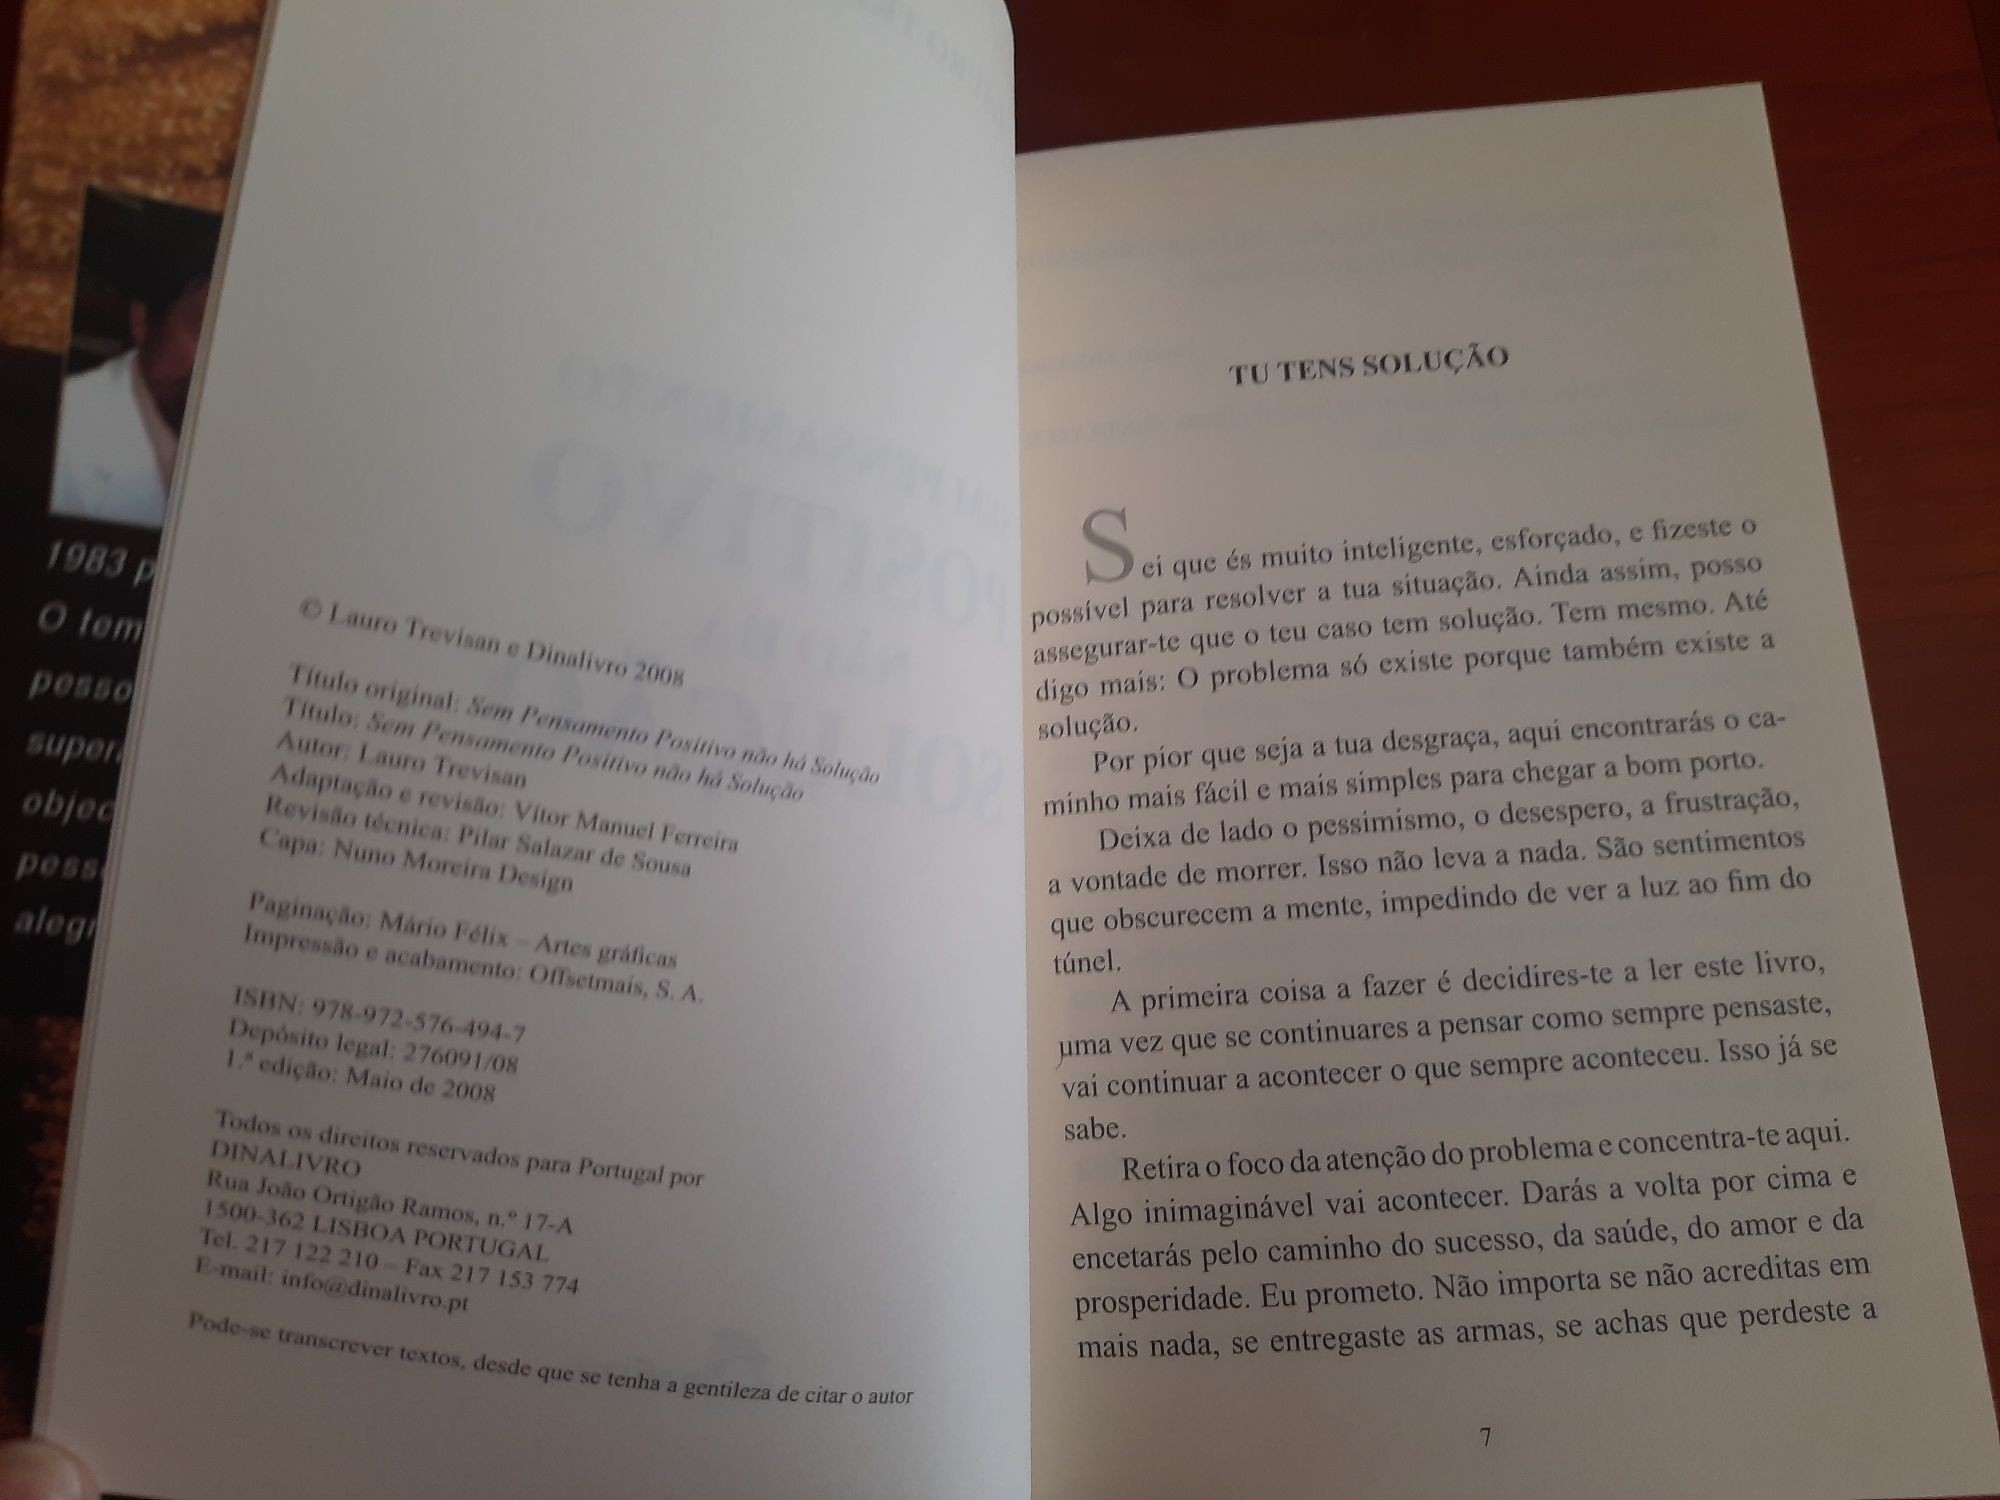 1983 p
O tem
pesso
super
objec
pess
alegr
© Lauro Trevisan e Dinalivro 2008
Título original: Sem Pensamento Positivo não há Solução
Título: Sem Pensamento Positivo não há Solução
Autor: Lauro Trevisan
Adaptação e revisão: Vítor Manuel Ferreira
Revisão técnica: Pilar Salazar de Sousa
Capa: Nuno Moreira Design
Paginação: Mário Félix – Artes gráficas
Impressão e acabamento: Offsetmais, S. A.
ISBN: 978-972-576-494-7
Depósito legal: 276091/08
1.ª edição: Maio de 2008
Todos os direitos reservados para Portugal por
DINALIVRO
Rua João Ortigão Ramos, n.º 17-A
1500-362 LISBOA PORTUGAL
Tel. 217 122 210 – Fax 217 153 774
E-mail: info@dinalivro.pt
Pode-se transcrever textos, desde que se tenha a gentileza de citar o autor
TU TENS SOLUÇÃO
Sei que és muito inteligente, esforçado, e fizeste o
possível para resolver a tua situação. Ainda assim, posso
assegurar-te que o teu caso tem solução. Tem mesmo. Até
digo mais: O problema só existe porque também existe a
solução.
Por pior que seja a tua desgraça, aqui encontrarás o ca-
minho mais fácil e mais simples para chegar a bom porto.
Deixa de lado o pessimismo, o desespero, a frustração,
a vontade de morrer. Isso não leva a nada. São sentimentos
que obscurecem a mente, impedindo de ver a luz ao fim do
túnel.
A primeira coisa a fazer é decidires-te a ler este livro,
uma vez que se continuares a pensar como sempre pensaste,
vai continuar a acontecer o que sempre aconteceu. Isso já se
sabe.
Retira o foco da atenção do problema e concentra-te aqui.
Algo inimaginável vai acontecer. Darás a volta por cima e
encetarás pelo caminho do sucesso, da saúde, do amor e da
prosperidade. Eu prometo. Não importa se não acreditas em
mais nada, se entregaste as armas, se achas que perdeste a
7